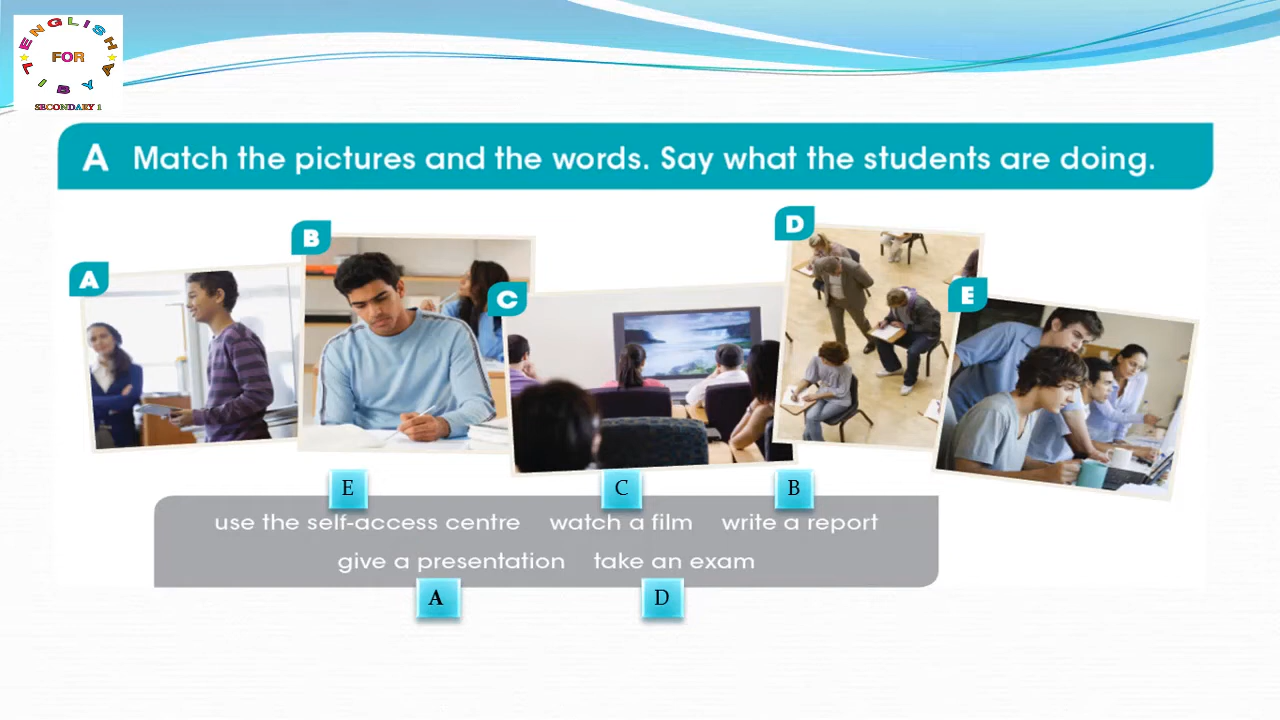 ENGLISH
FOR
LIBYA
SECONDARY 1
A Match the pictures and the words. Say what the students are doing.
A
B
C
D
E
E C B
use the self-access centre watch a film write a report
give a presentation take an exam
A D